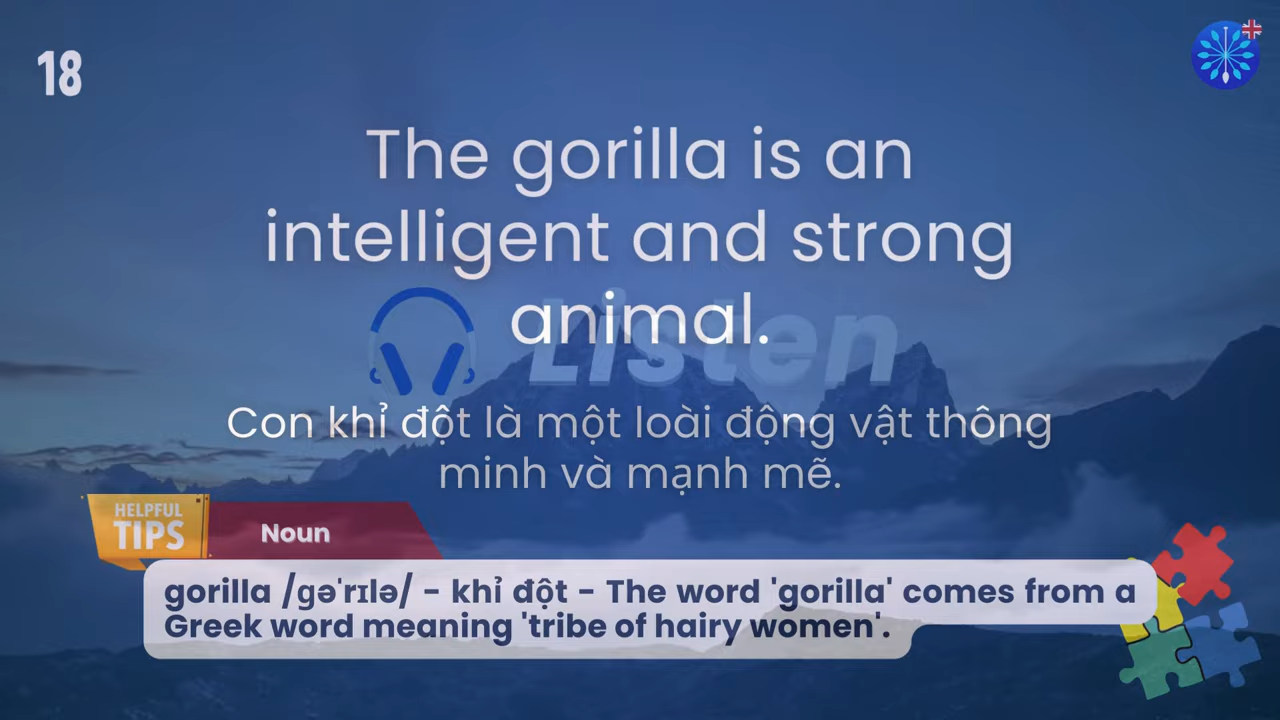 18
The gorilla is an
intelligent and strong
animal.
Listen
Con khỉ đột là một loài động vật thông
minh và mạnh mẽ.
HELPFUL
TIPS
Noun
gorilla /ɡəˈrɪlə/ - khỉ đột - The word 'gorilla' comes from a
Greek word meaning 'tribe of hairy women'.